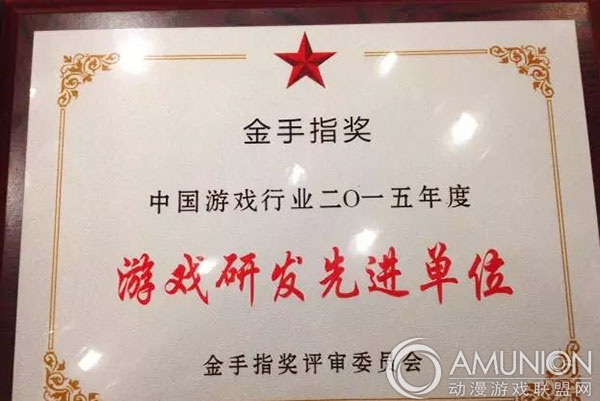 金手指奖
中国游戏行业二〇一五年度
游戏研发先进单位
金手指奖评审委员会
AMUNION
动漫游戏联盟网